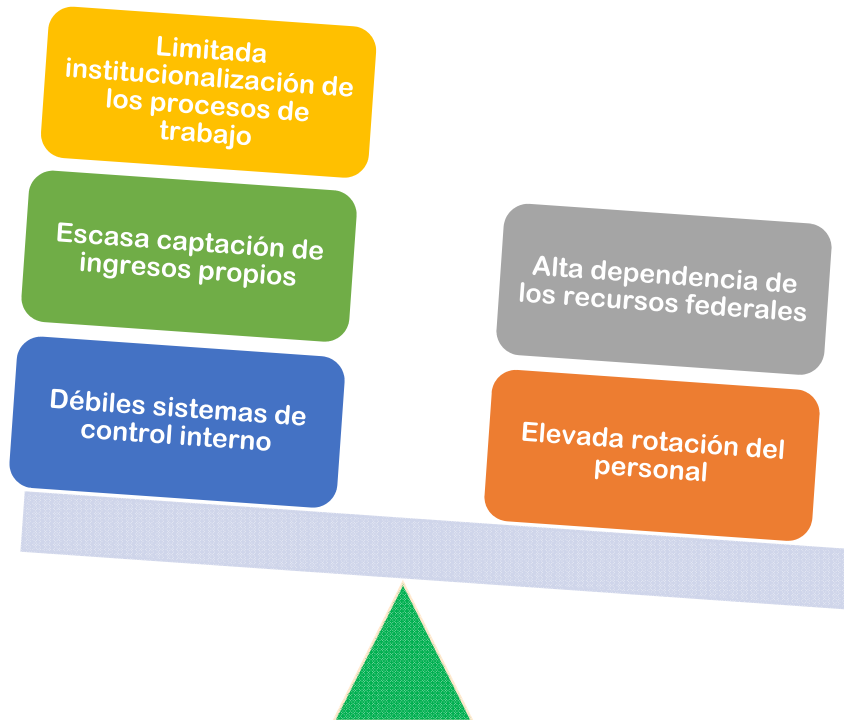 Limitada
institucionalización de
los procesos de
trabajo
Escasa captación de
ingresos propios
Débiles sistemas de
control interno
Alta dependencia de
los recursos federales
Elevada rotación del
personal